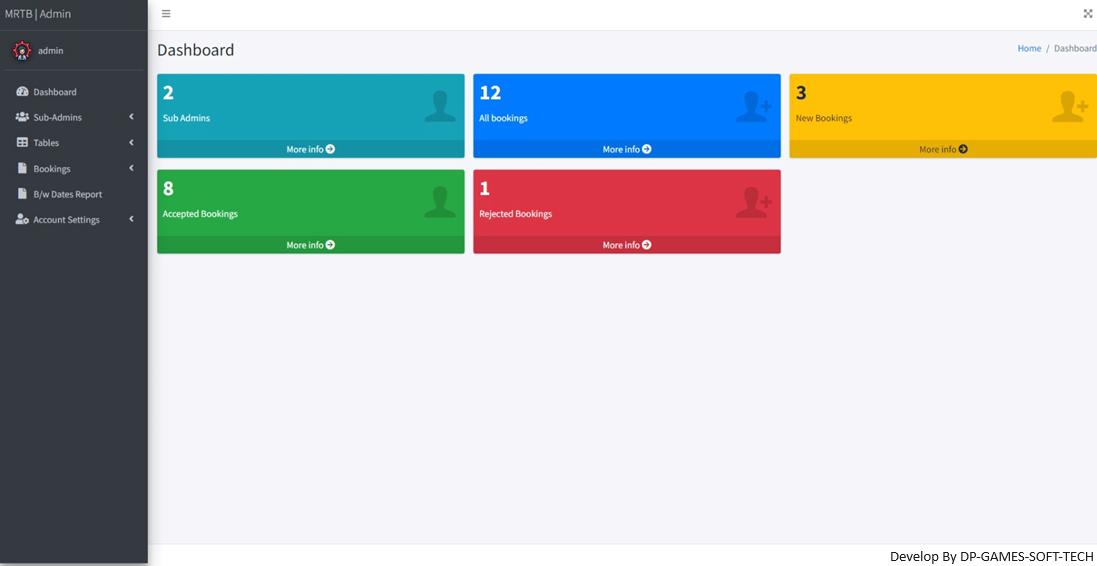 MRTB | Admin
admin
Dashboard
Sub-Admins
Tables
Bookings
B/w Dates Report
Account Settings
Dashboard
Home / Dashboard
2
Sub Admins
More info
12
All bookings
More info
3
New Bookings
More info
8
Accepted Bookings
More info
1
Rejected Bookings
More info
Develop By DP-GAMES-SOFT-TECH